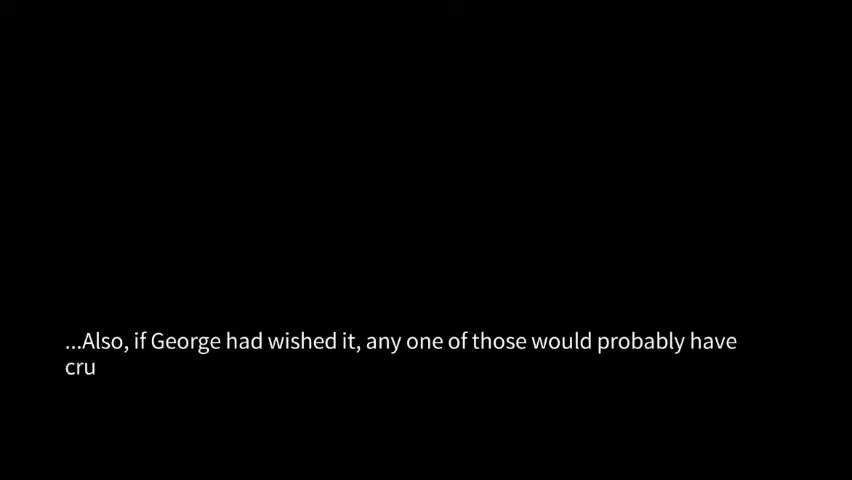 ...Also, if George had wished it, any one of those would probably have
cru